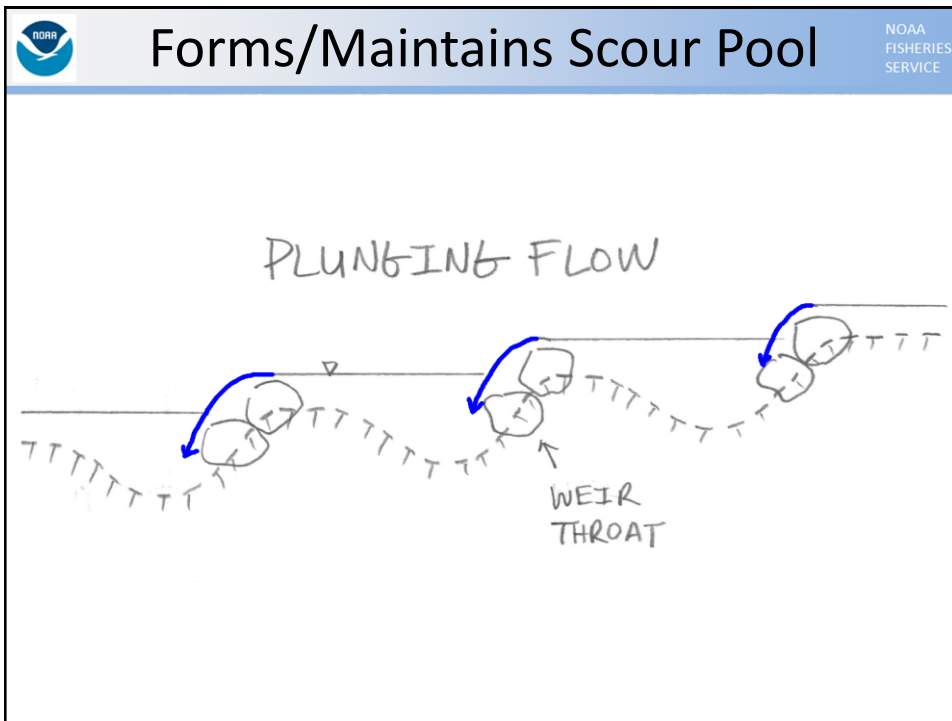 NOAA
Forms/Maintains Scour Pool
NOAA
FISHERIES
SERVICE
PLUNGING FLOW
WEIR
THROAT